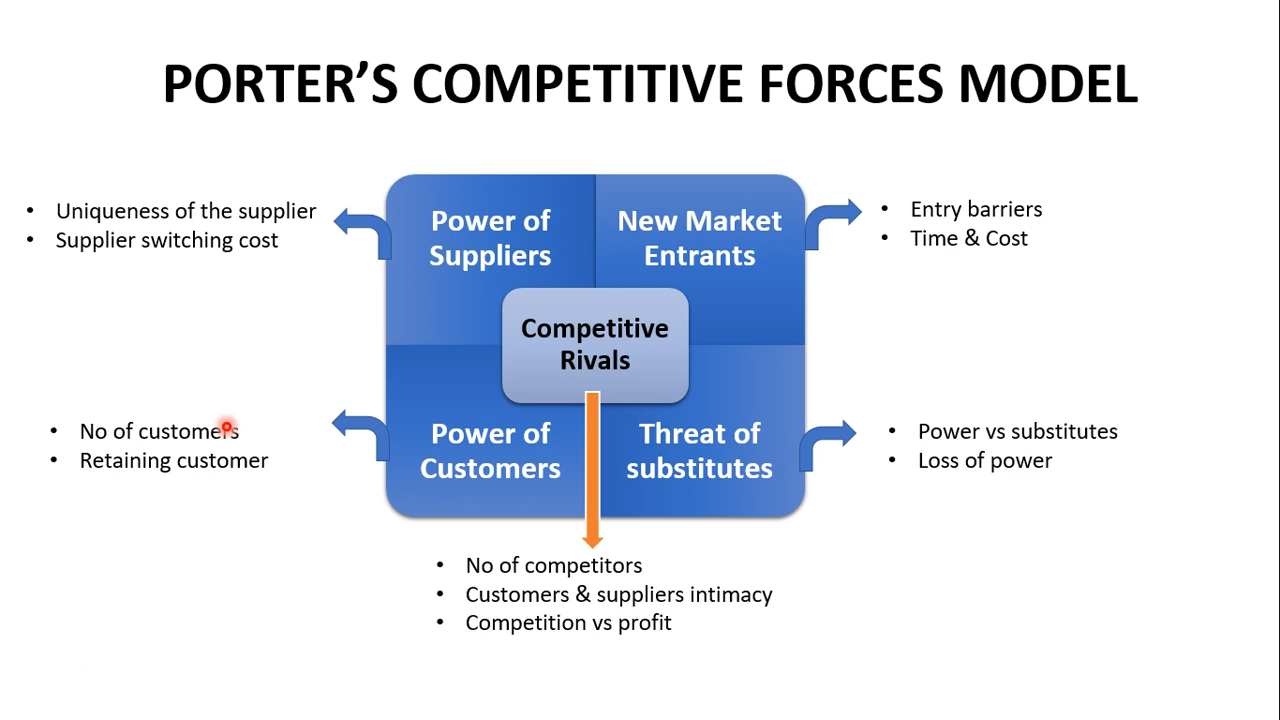 PORTER’S COMPETITIVE FORCES MODEL
• Uniqueness of the supplier
• Supplier switching cost
Power of
Suppliers
New Market
Entrants
• Entry barriers
• Time & Cost
Competitive
Rivals
• No of customers
• Retaining customer
Power of
Customers
Threat of
substitutes
• Power vs substitutes
• Loss of power
• No of competitors
• Customers & suppliers intimacy
• Competition vs profit